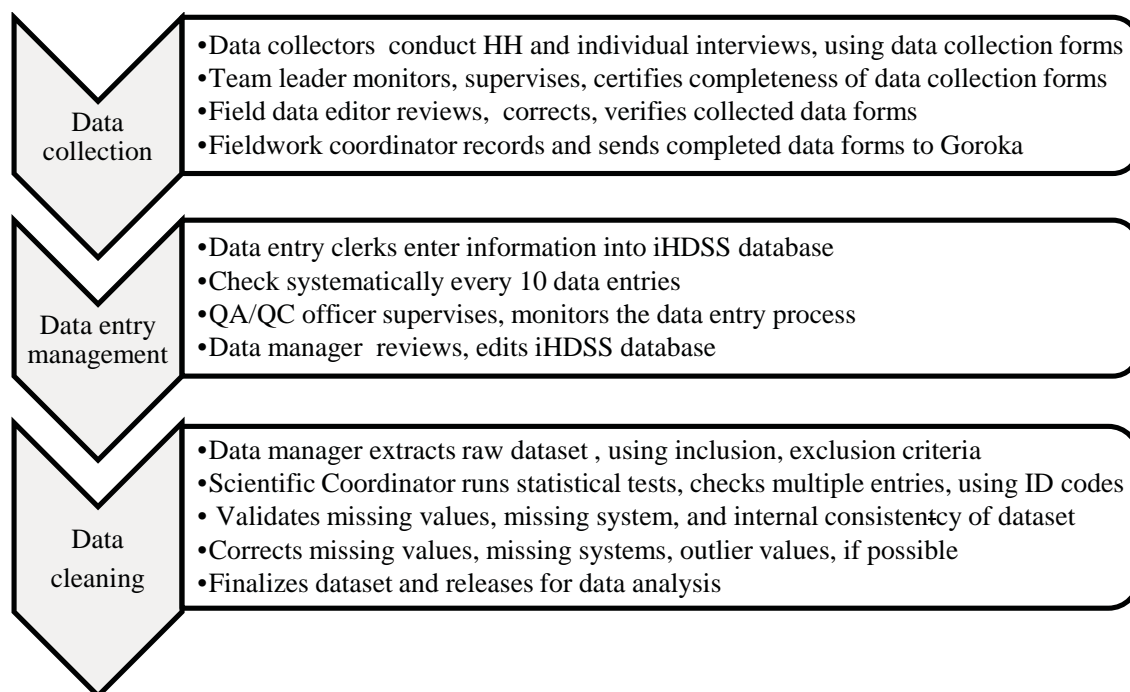 Data
collection
•Data collectors conduct HH and individual interviews, using data collection forms
•Team leader monitors, supervises, certifies completeness of data collection forms
•Field data editor reviews, corrects, verifies collected data forms
•Fieldwork coordinator records and sends completed data forms to Goroka
Data entry
management
•Data entry clerks enter information into iHDSS database
•Check systematically every 10 data entries
•QA/QC officer supervises, monitors the data entry process
•Data manager reviews, edits iHDSS database
Data
cleaning
•Data manager extracts raw dataset , using inclusion, exclusion criteria
•Scientific Coordinator runs statistical tests, checks multiple entries, using ID codes
• Validates missing values, missing system, and internal consistentcy of dataset
•Corrects missing values, missing systems, outlier values, if possible
•Finalizes dataset and releases for data analysis